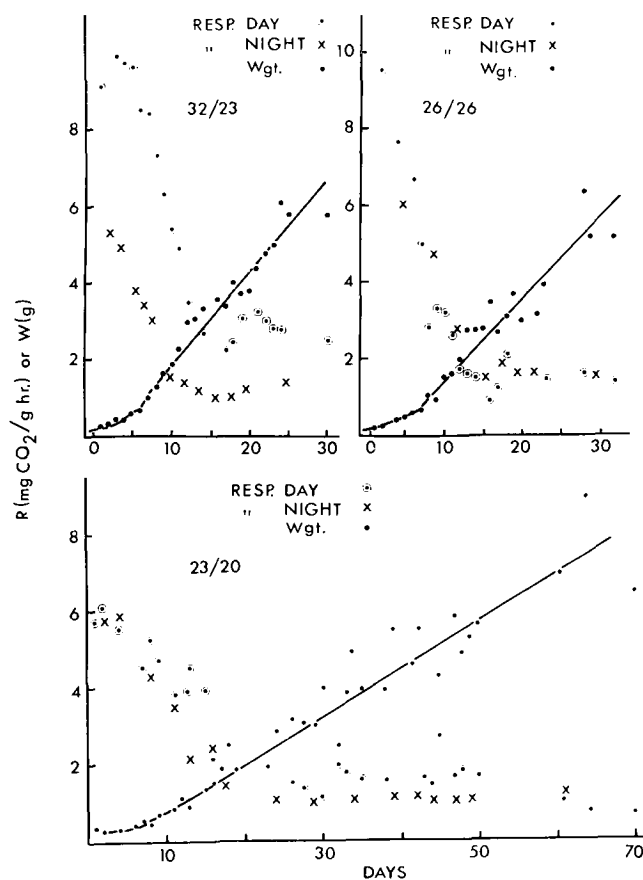 RESP. DAY
" NIGHT x
Wgt.
32/23
8
6
4
2
0 10 20 30
RESP. DAY
" NIGHT x
Wgt.
26/26
10
8
6
4
2
0 10 20 30
R (mg CO2/g hr.) or W(g)
RESP. DAY
" NIGHT x
Wgt.
23/20
8
6
4
2
10 30 50 70
DAYS